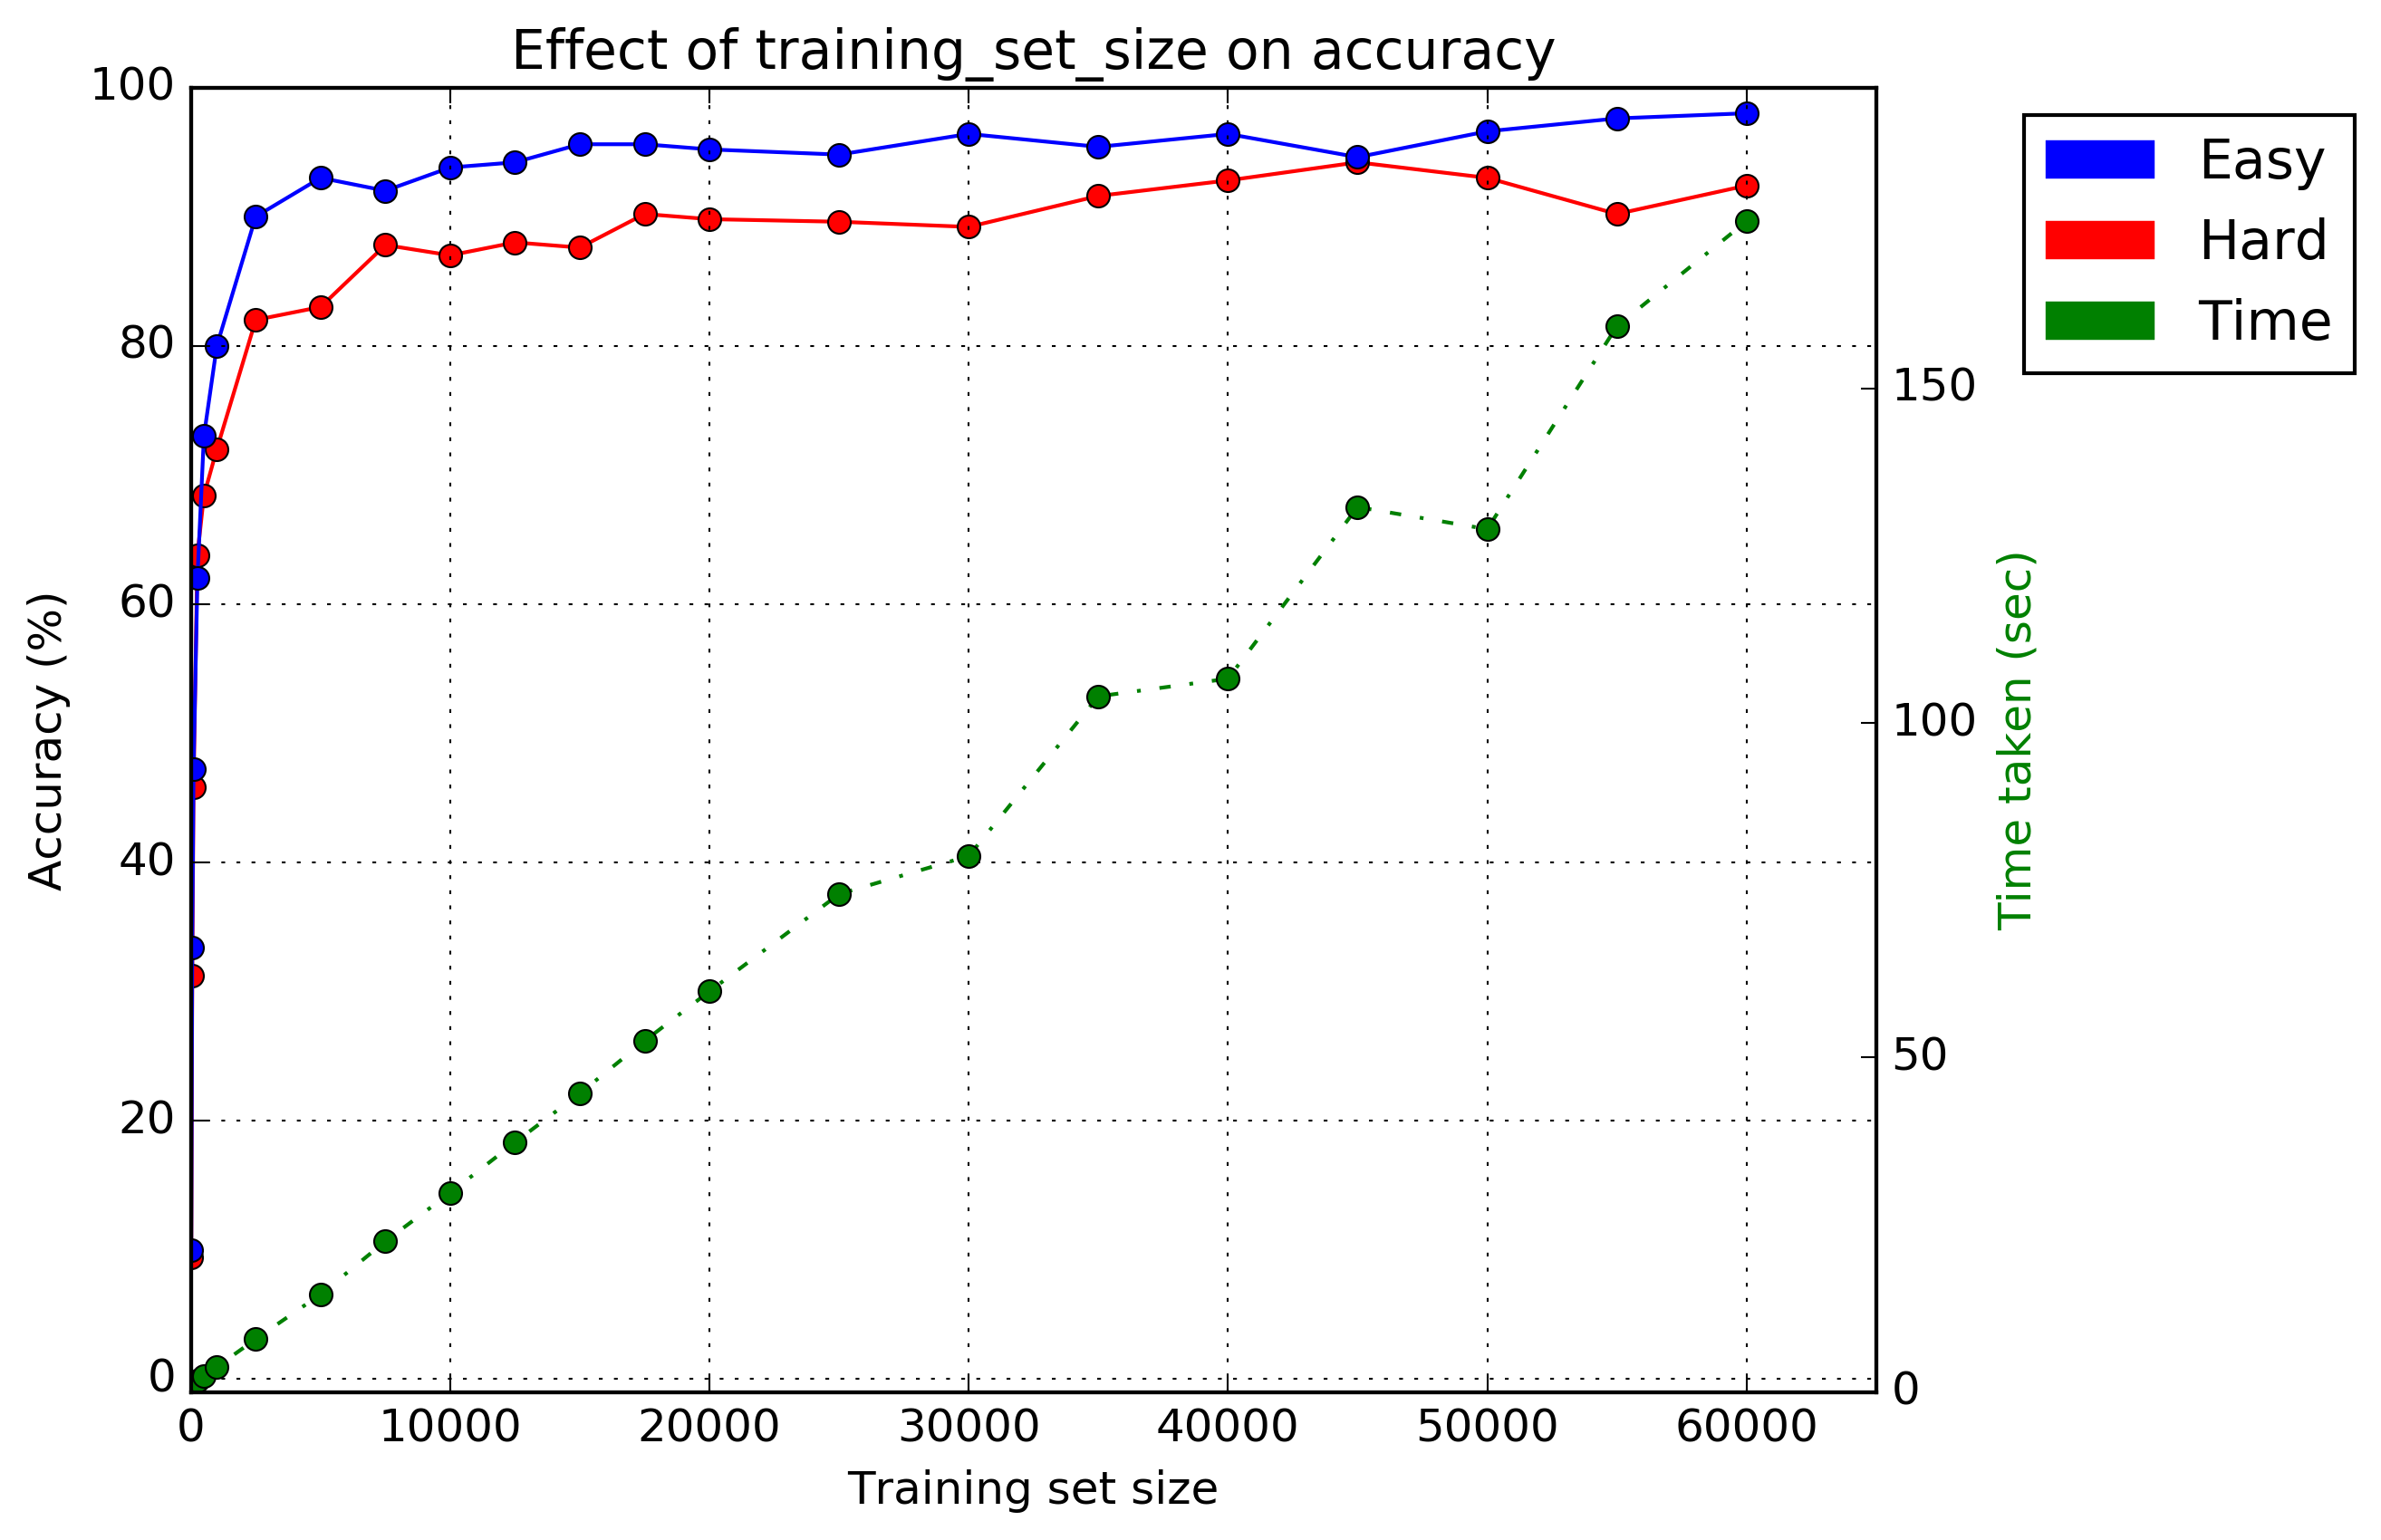 Effect of training_set_size on accuracy
100
80
60
40
20
0
Accuracy (%)
0 10000 20000 30000 40000 50000 60000
Training set size
150
100
50
0
Time taken (sec)
Easy
Hard
Time